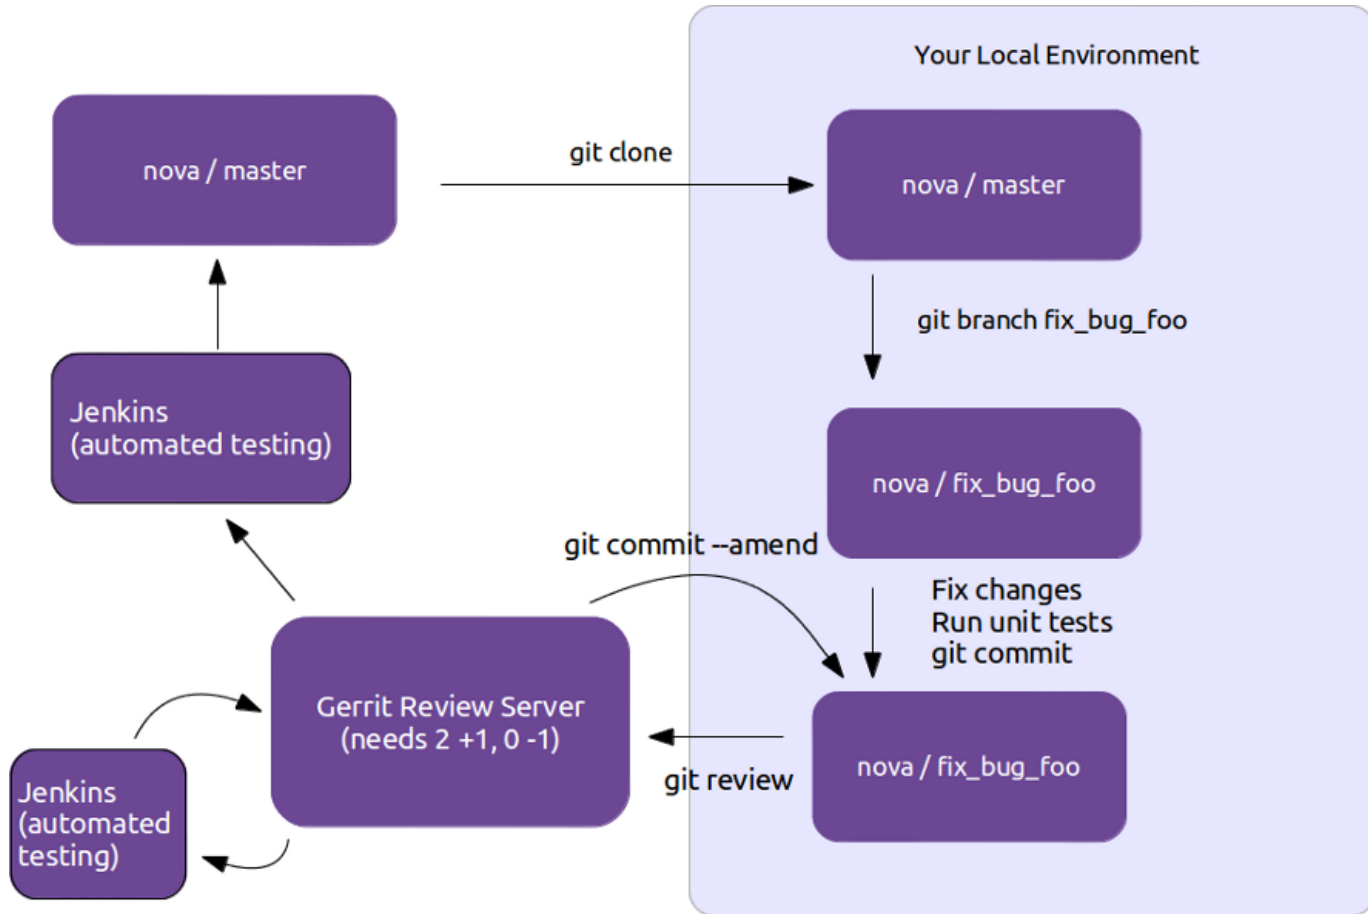 Your Local Environment
nova / master
git clone
nova / master
git branch fix_bug_foo
Jenkins
(automated testing)
nova / fix_bug_foo
git commit --amend
Fix changes
Run unit tests
git commit
Gerrit Review Server
(needs 2 +1, 0 -1)
git review
nova / fix_bug_foo
Jenkins
(automated
testing)